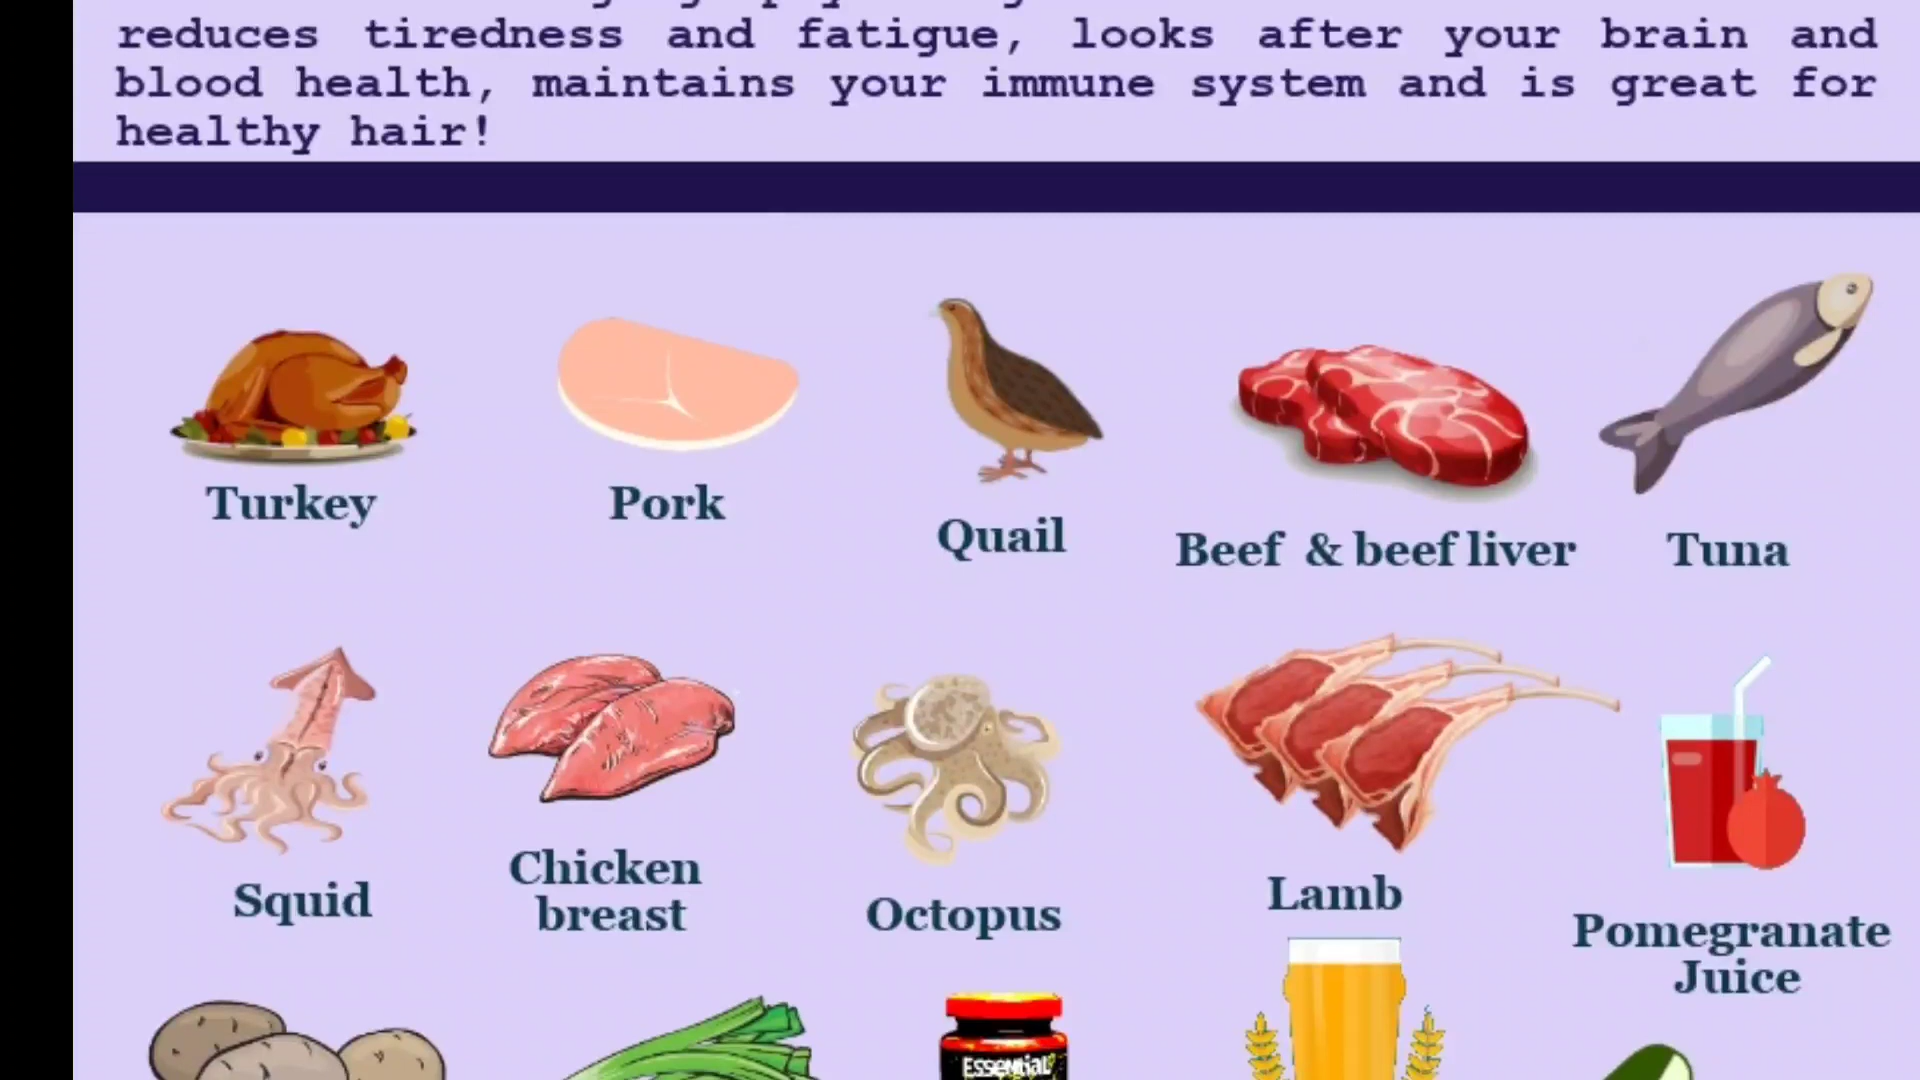 reduces tiredness and fatigue, looks after your brain and
blood health, maintains your immune system and is great for
healthy hair!
Turkey
Pork
Quail
Beef & beef liver
Tuna
Squid
Chicken
breast
Octopus
Lamb
Pomegranate
Juice
Essential